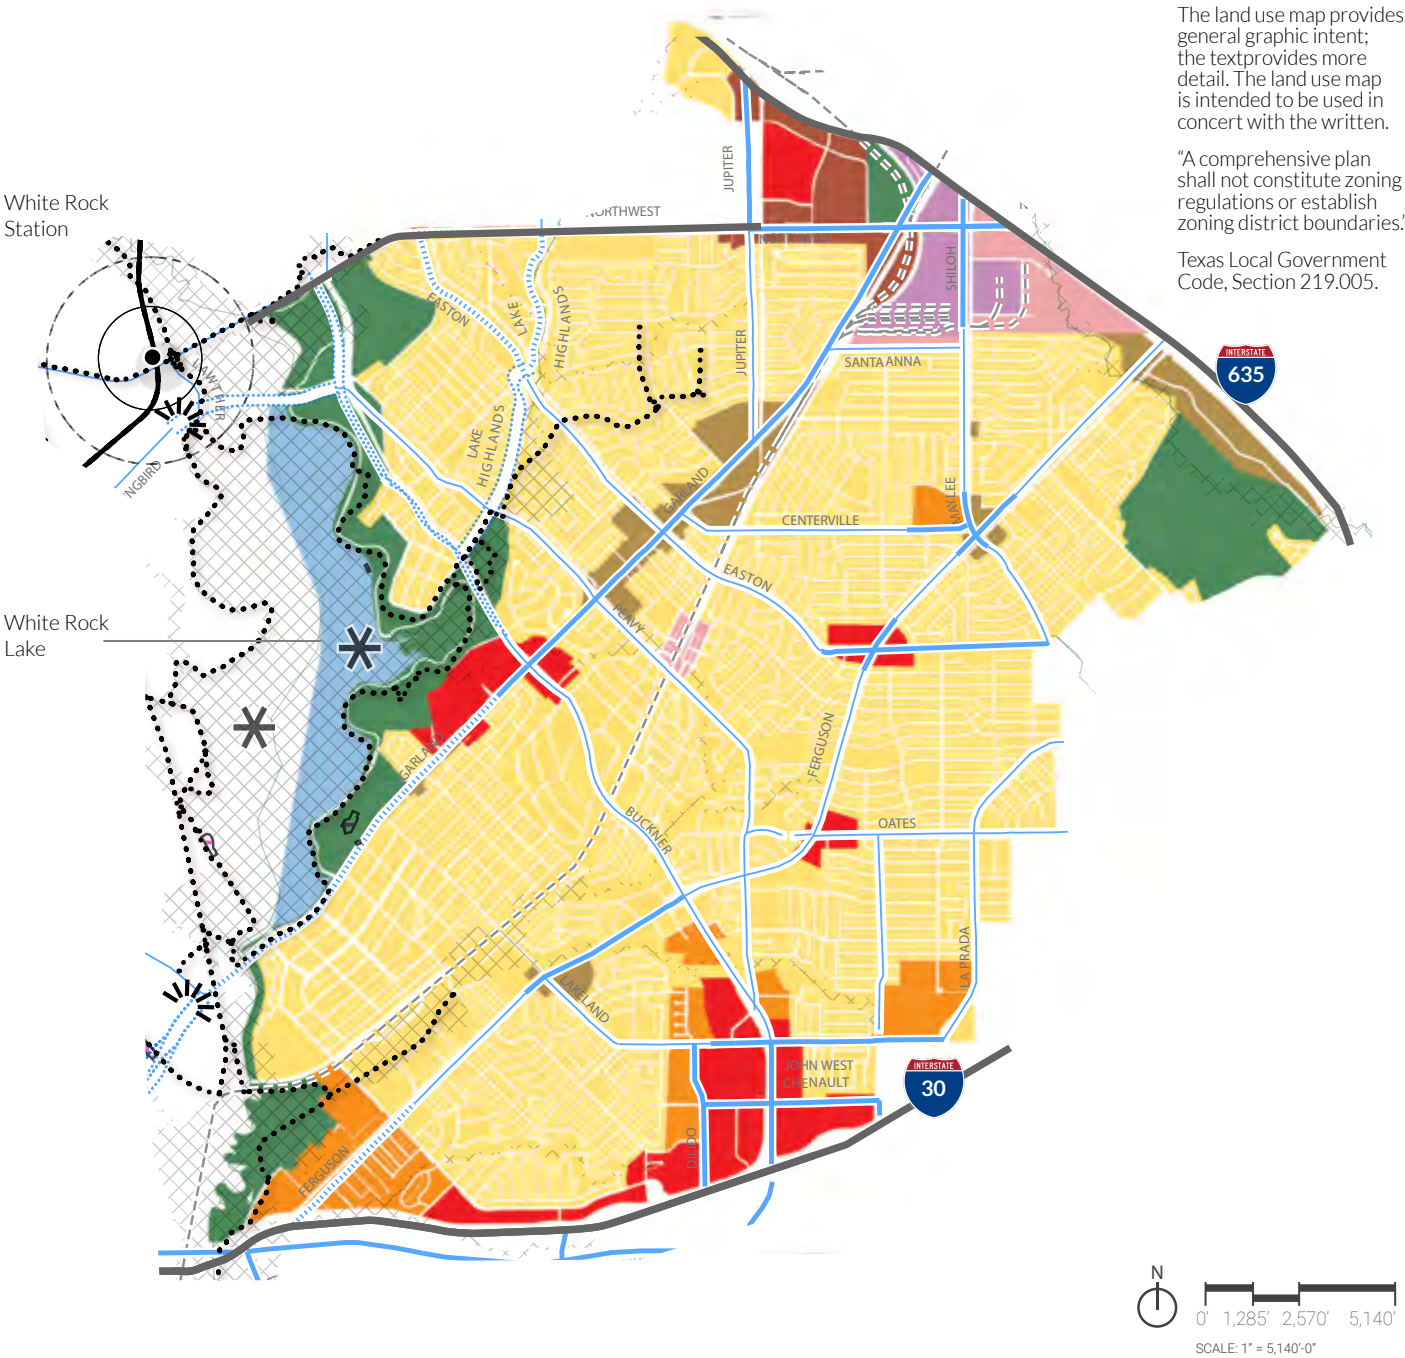 The land use map provides
general graphic intent;
the textprovides more
detail. The land use map
is intended to be used in
concert with the written.
“A comprehensive plan
shall not constitute zoning
regulations or establish
zoning district boundaries.’
Texas Local Government
Code, Section 219.005.
White Rock
Station
JUPITER
NORTHWEST
SHILOH
EASTON
LAKE
HIGHLANDS
JUPITER
SANTA ANNA
INTERSTATE
635
LAKE
HIGHLANDS
NGBIRD
GARLAND
CENTERVILLE
MAYLEE
EASTON
PEAVY
White Rock
Lake
GARLAND
FERGUSON
BUCKNER
OATES
LA PRADA
LAKELAND
JOHN WEST
CHENAULT
INTERSTATE
30
DILIDO
FERGUSON
N
0’ 1,285’ 2,570’ 5,140’
SCALE: 1” = 5,140’-0”